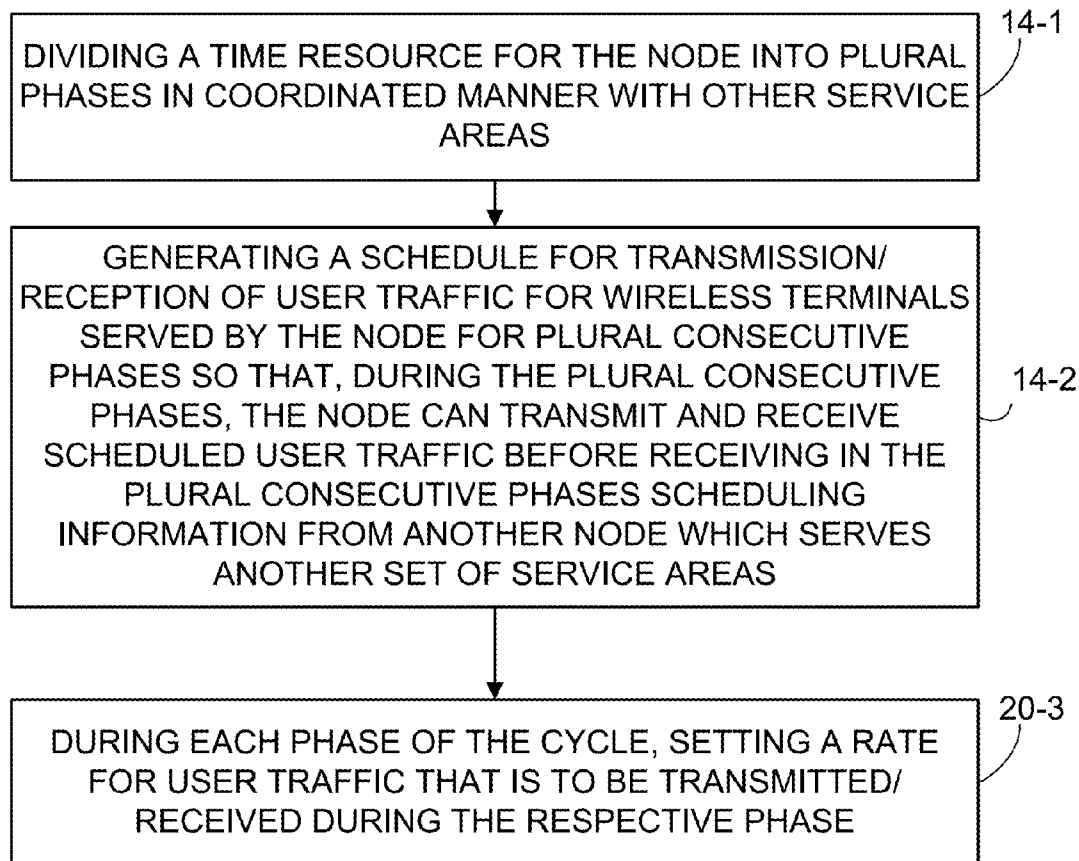 14-1
DIVIDING A TIME RESOURCE FOR THE NODE INTO PLURAL
PHASES IN COORDINATED MANNER WITH OTHER SERVICE
AREAS
GENERATING A SCHEDULE FOR TRANSMISSION/
RECEPTION OF USER TRAFFIC FOR WIRELESS TERMINALS
SERVED BY THE NODE FOR PLURAL CONSECUTIVE
PHASES SO THAT, DURING THE PLURAL CONSECUTIVE
PHASES, THE NODE CAN TRANSMIT AND RECEIVE
SCHEDULED USER TRAFFIC BEFORE RECEIVING IN THE
PLURAL CONSECUTIVE PHASES SCHEDULING
INFORMATION FROM ANOTHER NODE WHICH SERVES
ANOTHER SET OF SERVICE AREAS
14-2
20-3
DURING EACH PHASE OF THE CYCLE, SETTING A RATE
FOR USER TRAFFIC THAT IS TO BE TRANSMITTED/
RECEIVED DURING THE RESPECTIVE PHASE